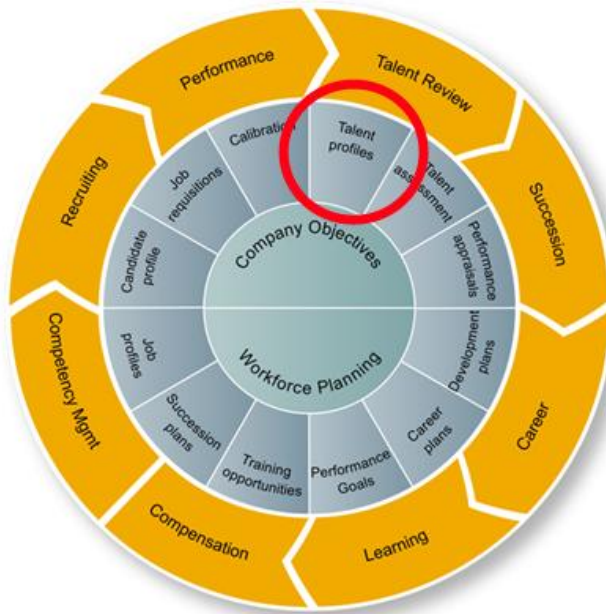 Performance
Talent Review
Succession
Career
Learning
Compensation
Competency Mgmt
Recruiting
Calibration
Talent
profiles
Talent
assessment
Performance
appraisals
Development
plans
Career
plans
Performance
Goals
Training
opportunities
Succession
plans
Job
profiles
Candidate
profile
Job
requisitions
Company Objectives
Workforce Planning